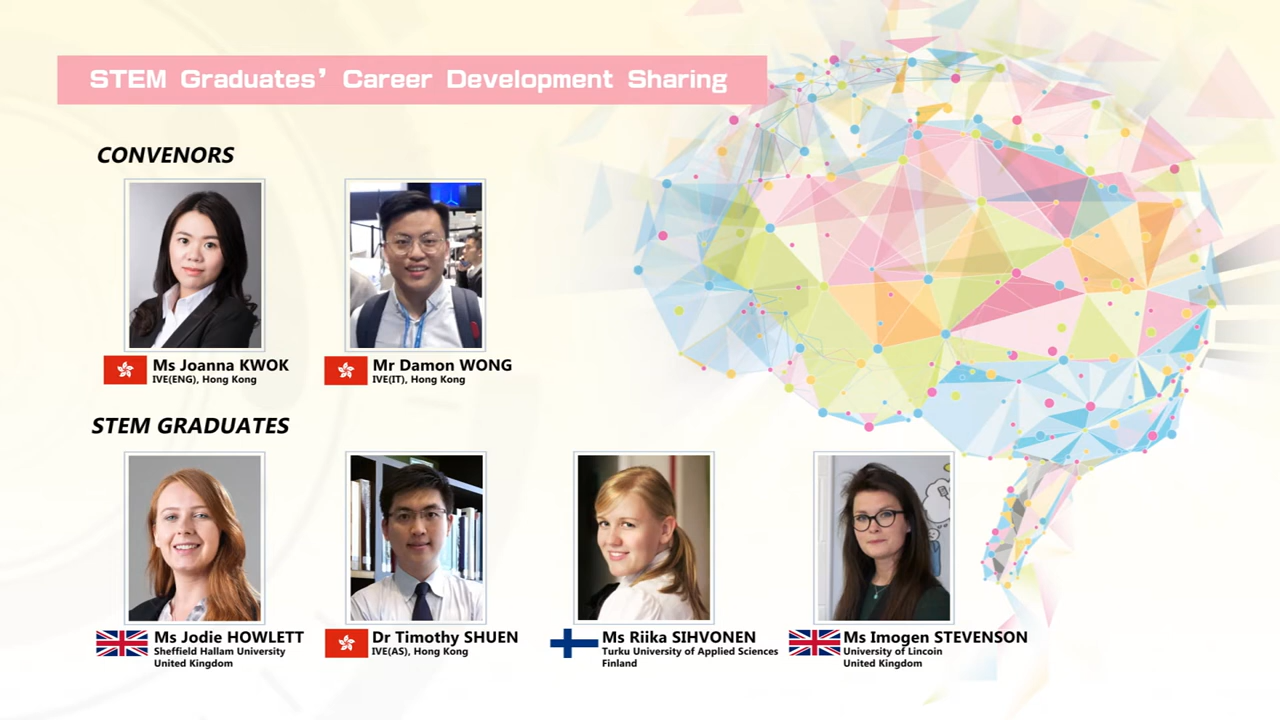 STEM Graduates’ Career Development Sharing
CONVENORS
Ms Joanna KWOK
IVE(ENG), Hong Kong
Mr Damon WONG
IVE(IT), Hong Kong
STEM GRADUATES
Ms Jodie HOWLETT
Sheffield Hallam University
United Kingdom
Dr Timothy SHUEN
IVE(AS), Hong Kong
Ms Riika SIHVONEN
Turku University of Applied Sciences
Finland
Ms Imogen STEVENSON
University of Lincoin
United Kingdom